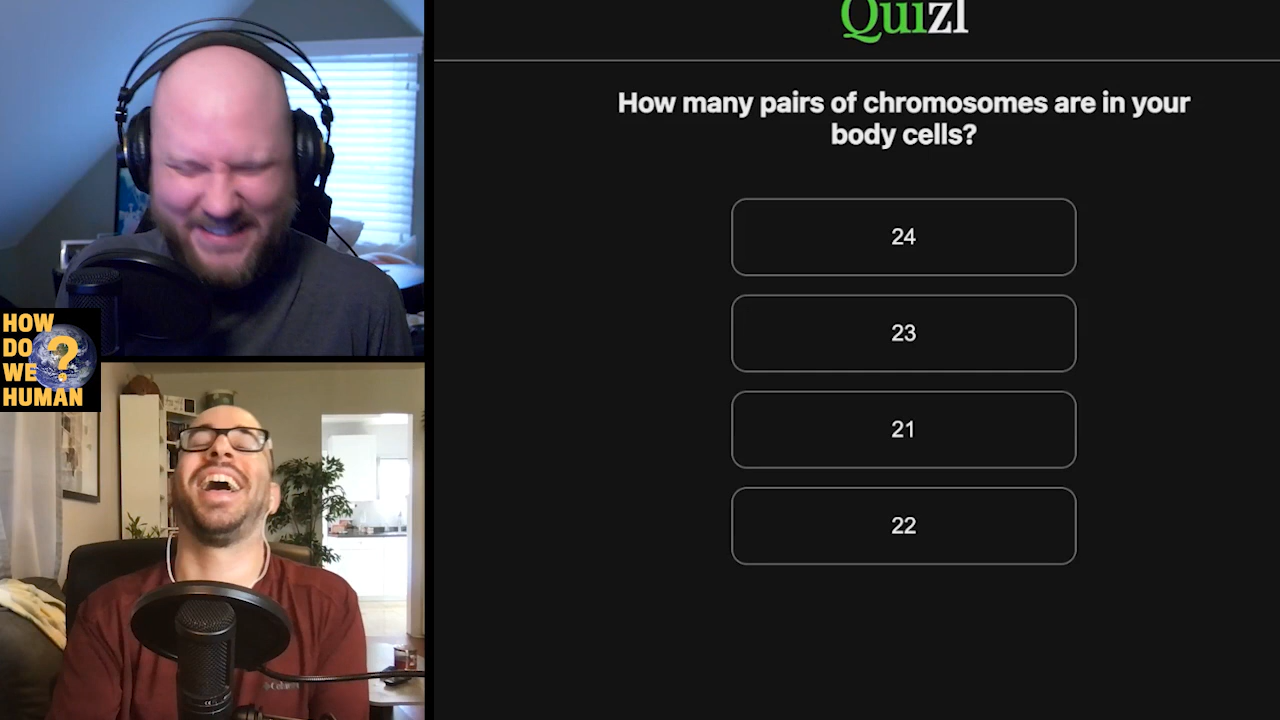 Quizl
How many pairs of chromosomes are in your
body cells?
24
23
21
22
HOW
DO
WE
HUMAN
?